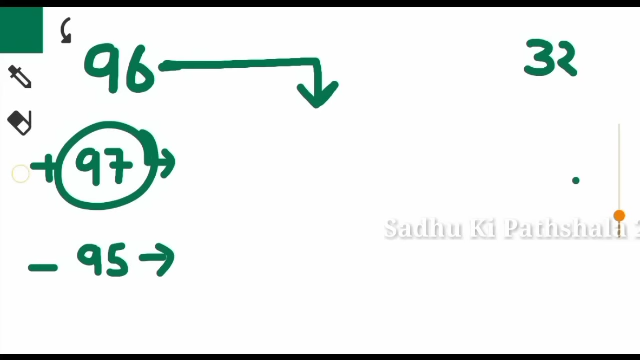 96 32
+ 97 →
- 95 →
Sadhu Ki Pathshala